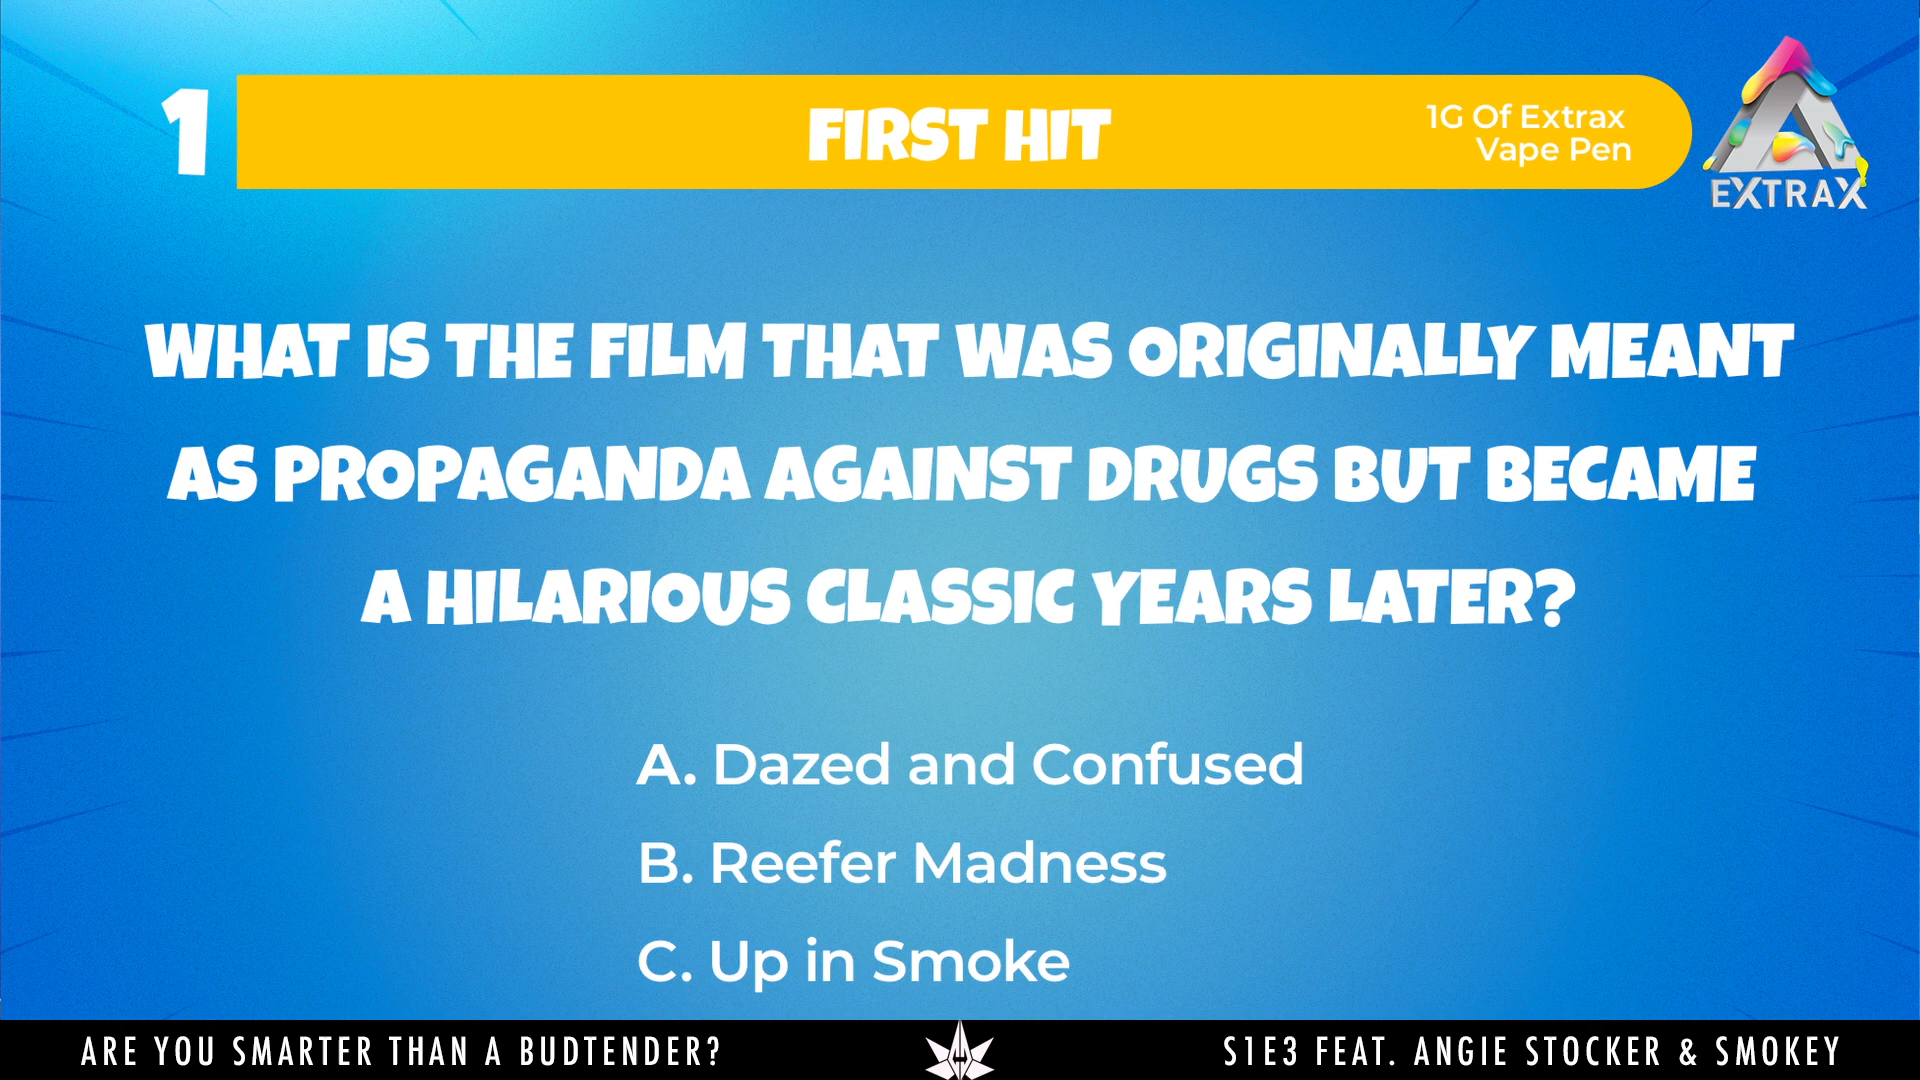 1
FIRST HIT
1G Of Extrax
Vape Pen
EXTRAX
WHAT IS THE FILM THAT WAS ORIGINALLY MEANT
AS PROPAGANDA AGAINST DRUGS BUT BECAME
A HILARIOUS CLASSIC YEARS LATER?
A. Dazed and Confused
B. Reefer Madness
C. Up in Smoke
ARE YOU SMARTER THAN A BUDTENDER?
S1E3 FEAT. ANGIE STOCKER & SMOKEY